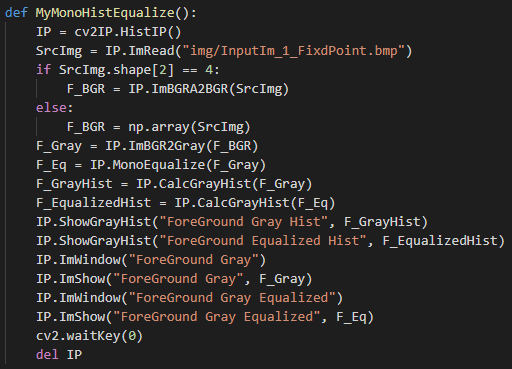 def MyMonoHistEqualize():
    IP = cv2IP.HistIP()
    SrcImg = IP.ImRead("img/InputIm_1_FixdPoint.bmp")
    if SrcImg.shape[2] == 4:
        F_BGR = IP.ImBGRA2BGR(SrcImg)
    else:
        F_BGR = np.array(SrcImg)
    F_Gray = IP.ImBGR2Gray(F_BGR)
    F_Eq = IP.MonoEqualize(F_Gray)
    F_GrayHist = IP.CalcGrayHist(F_Gray)
    F_EqualizedHist = IP.CalcGrayHist(F_Eq)
    IP.ShowGrayHist("ForeGround Gray Hist", F_GrayHist)
    IP.ShowGrayHist("ForeGround Equalized Hist", F_EqualizedHist)
    IP.ImWindow("ForeGround Gray")
    IP.ImShow("ForeGround Gray", F_Gray)
    IP.ImWindow("ForeGround Gray Equalized")
    IP.ImShow("ForeGround Gray Equalized", F_Eq)
    cv2.waitKey(0)
    del IP